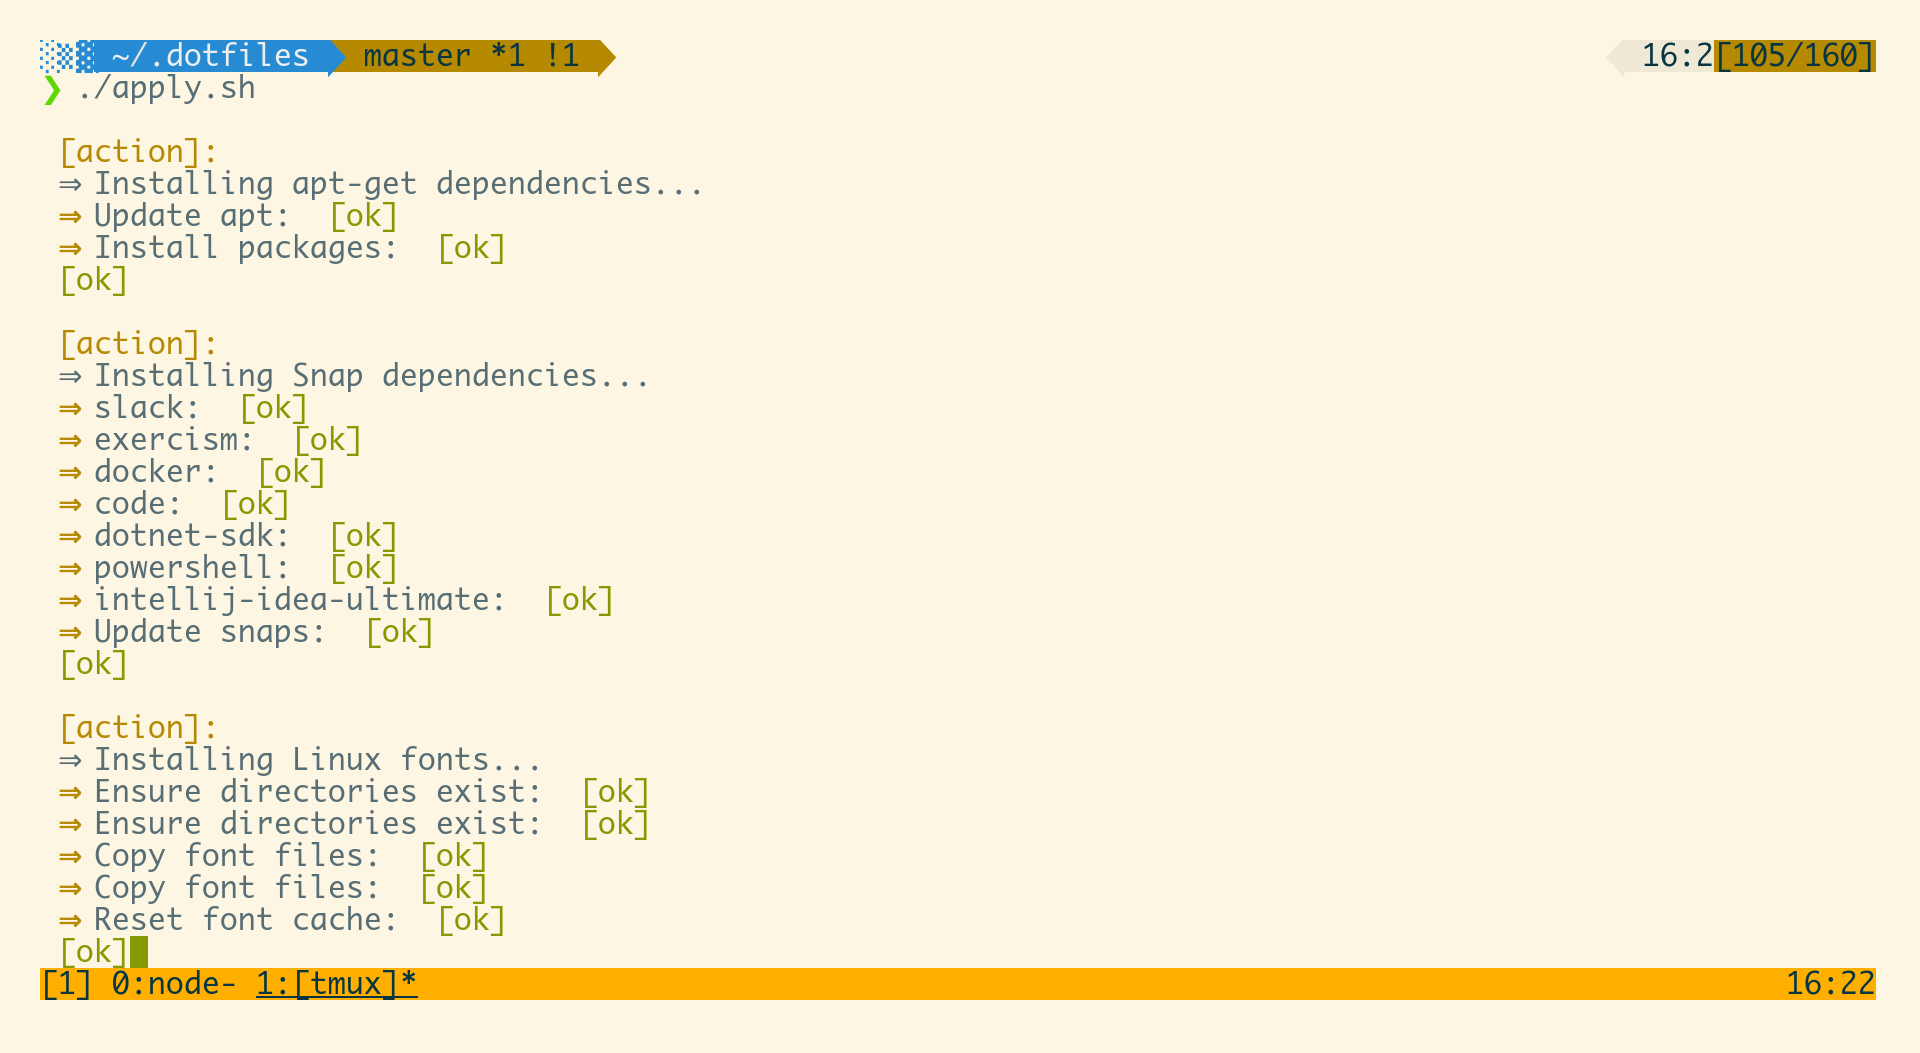 ~/.dotfiles master *1 !1 16:2[105/160]
❯ ./apply.sh
[action]:
⇒ Installing apt-get dependencies...
⇒ Update apt:  [ok]
⇒ Install packages:  [ok]
[ok]
[action]:
⇒ Installing Snap dependencies...
⇒ slack:  [ok]
⇒ exercism:  [ok]
⇒ docker:  [ok]
⇒ code:  [ok]
⇒ dotnet-sdk:  [ok]
⇒ powershell:  [ok]
⇒ intellij-idea-ultimate:  [ok]
⇒ Update snaps:  [ok]
[ok]
[action]:
⇒ Installing Linux fonts...
⇒ Ensure directories exist:  [ok]
⇒ Ensure directories exist:  [ok]
⇒ Copy font files:  [ok]
⇒ Copy font files:  [ok]
⇒ Reset font cache:  [ok]
[ok]
[1] 0:node- 1:[tmux]* 16:22